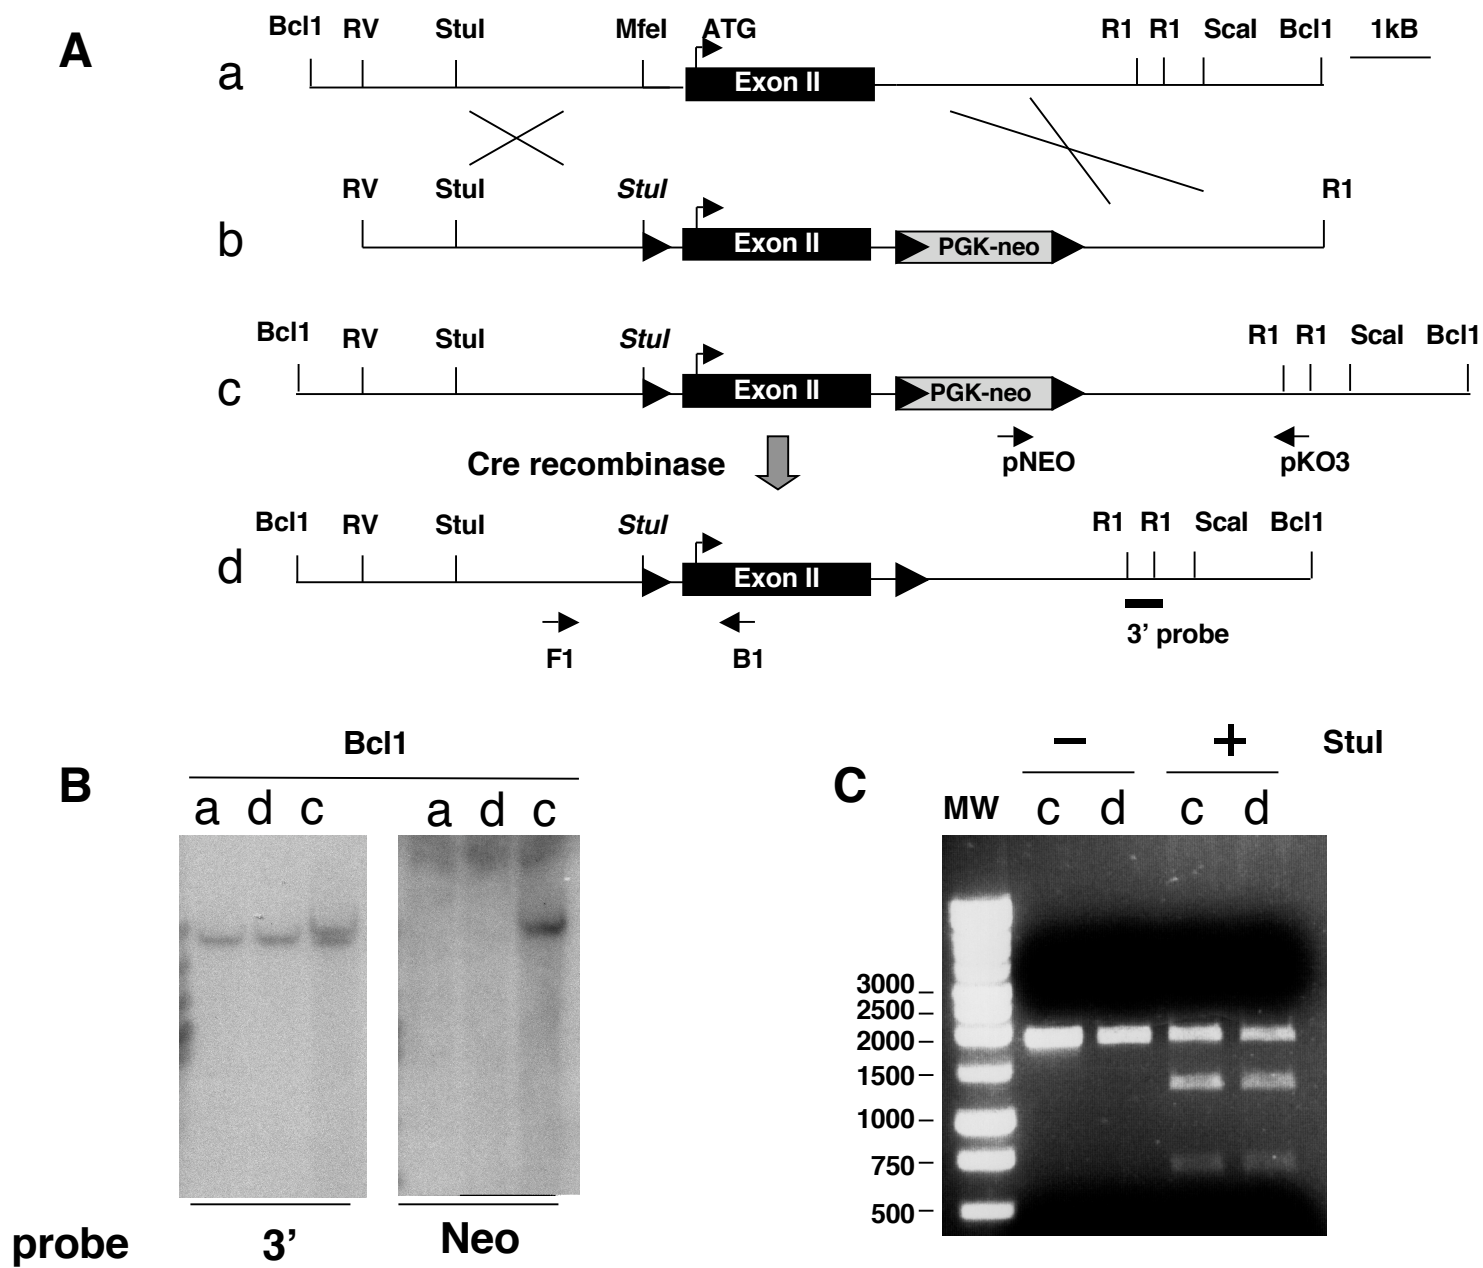 A
Bcl1 RV StuI MfeI ATG R1 R1 ScaI Bcl1 1kB
a Exon II
RV StuI StuI R1
b Exon II PGK-neo
Bcl1 RV StuI StuI R1 R1 ScaI Bcl1
c Exon II PGK-neo
pNEO pKO3
Cre recombinase
Bcl1 RV StuI StuI R1 R1 ScaI Bcl1
d Exon II
3’ probe
F1 B1
B
Bcl1
a d c a d c
probe 3’ Neo
C
− + StuI
MW c d c d
3000
2500
2000
1500
1000
750
500